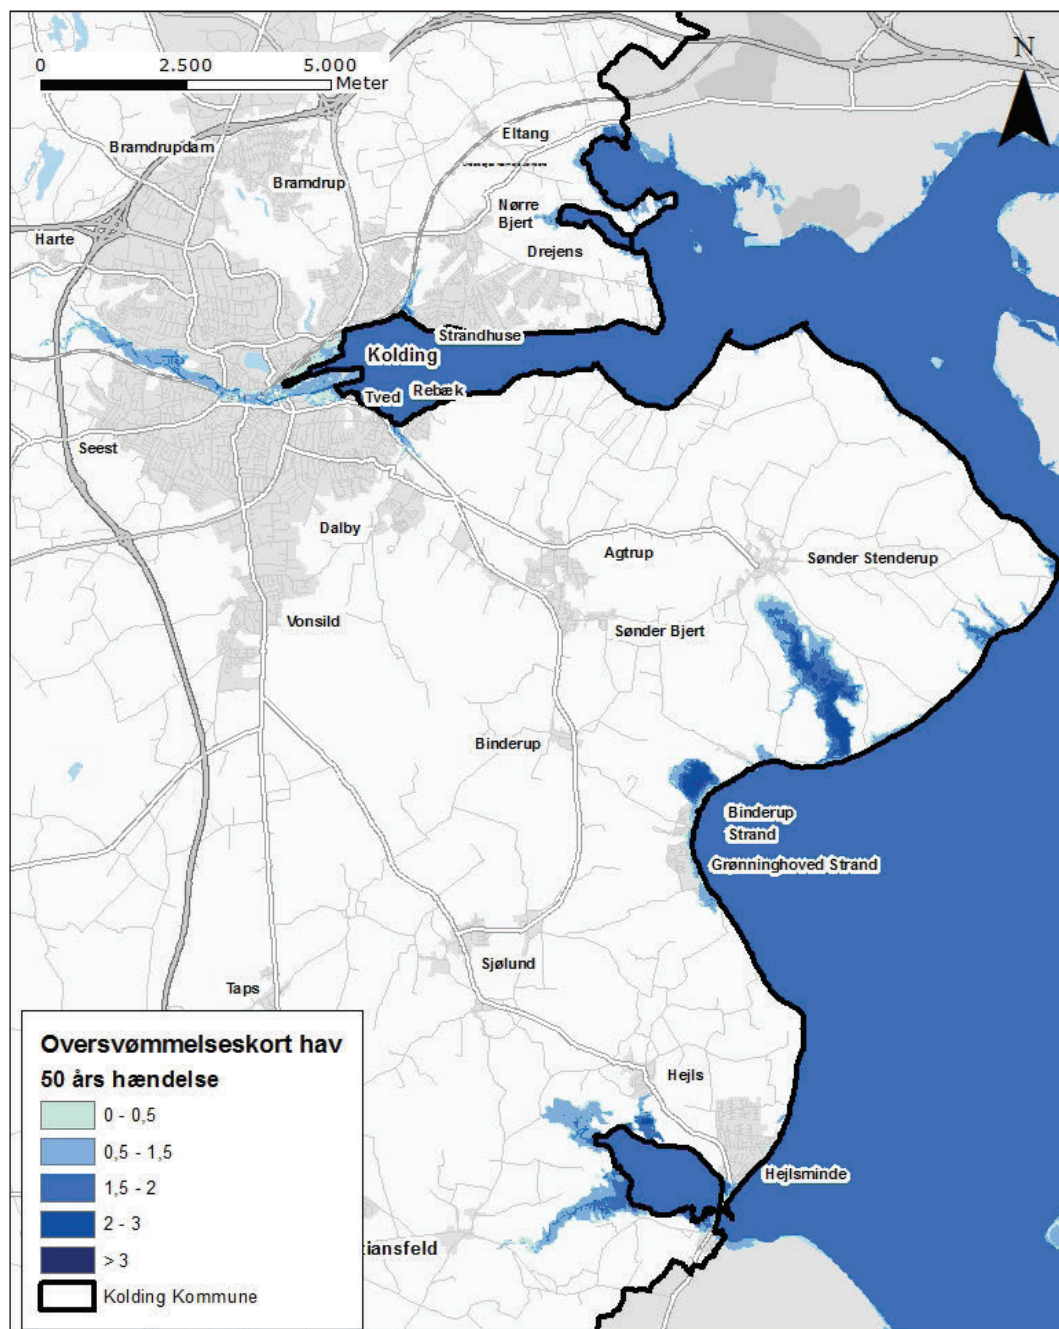 0 2.500 5.000
Meter
N
Eltang
Bramdrupdam
Bramdrup
Nørre
Bjert
Harte
Drejens
Strandhuse
Kolding
Rebæk
Tved
Seest
Dalby
Agtrup
Sønder Stenderup
Vonsild
Sønder Bjert
Binderup
Binderup
Strand
Grønninghoved Strand
Sjølund
Taps
Hejls
Hejlsminde
tiansfeld
Oversvømmelseskort hav
50 års hændelse
0 - 0,5
0,5 - 1,5
1,5 - 2
2 - 3
> 3
Kolding Kommune